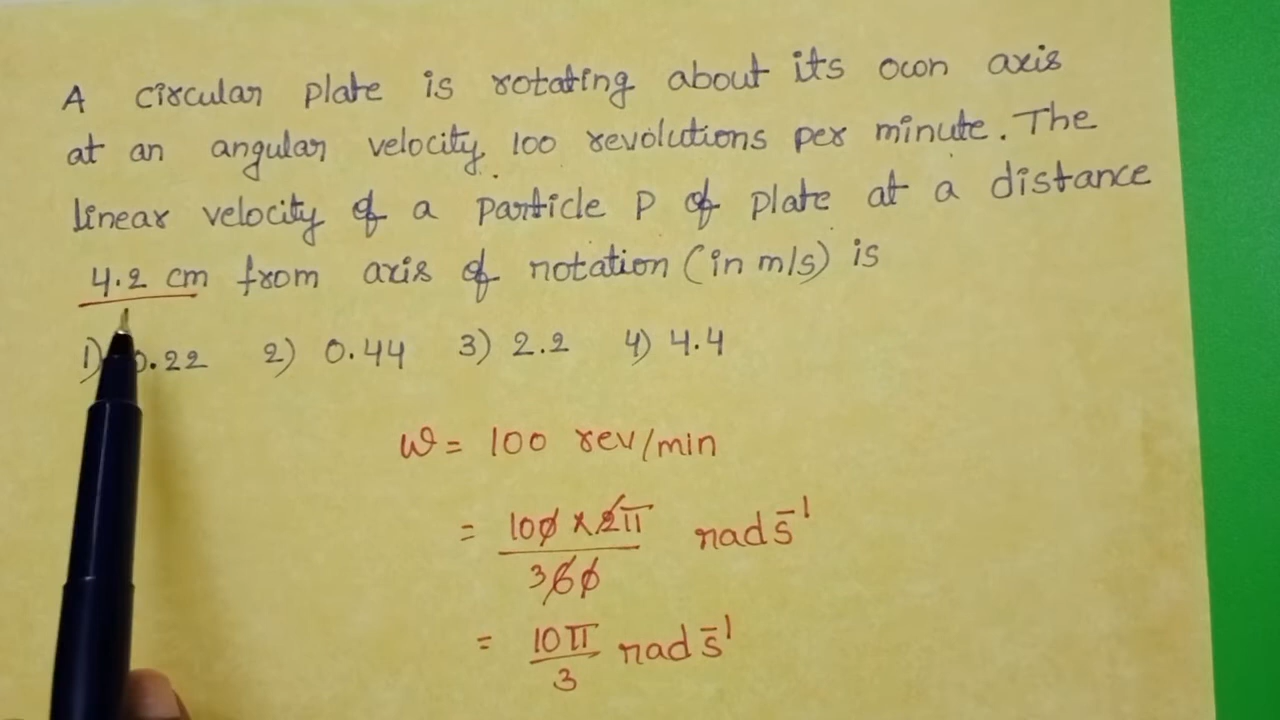 A circular plate is rotating about its own axis
at an angular velocity 100 revolutions per minute. The
linear velocity of a particle P of plate at a distance
4.2 cm from axis of rotation (in m/s) is
1) 0.22 2) 0.44 3) 2.2 4) 4.4
ω = 100 rev/min
= 100 × 2π / 360 rad s⁻¹
= 10π / 3 rad s⁻¹